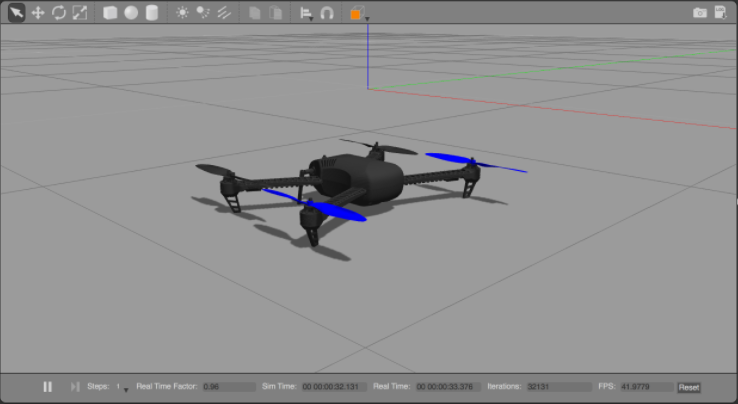 Steps: 1 Real Time Factor: 0.96 Sim Time: 00 00:00:32.131 Real Time: 00 00:00:33.378 Iterations: 32131 FPS: 41.9779 Reset